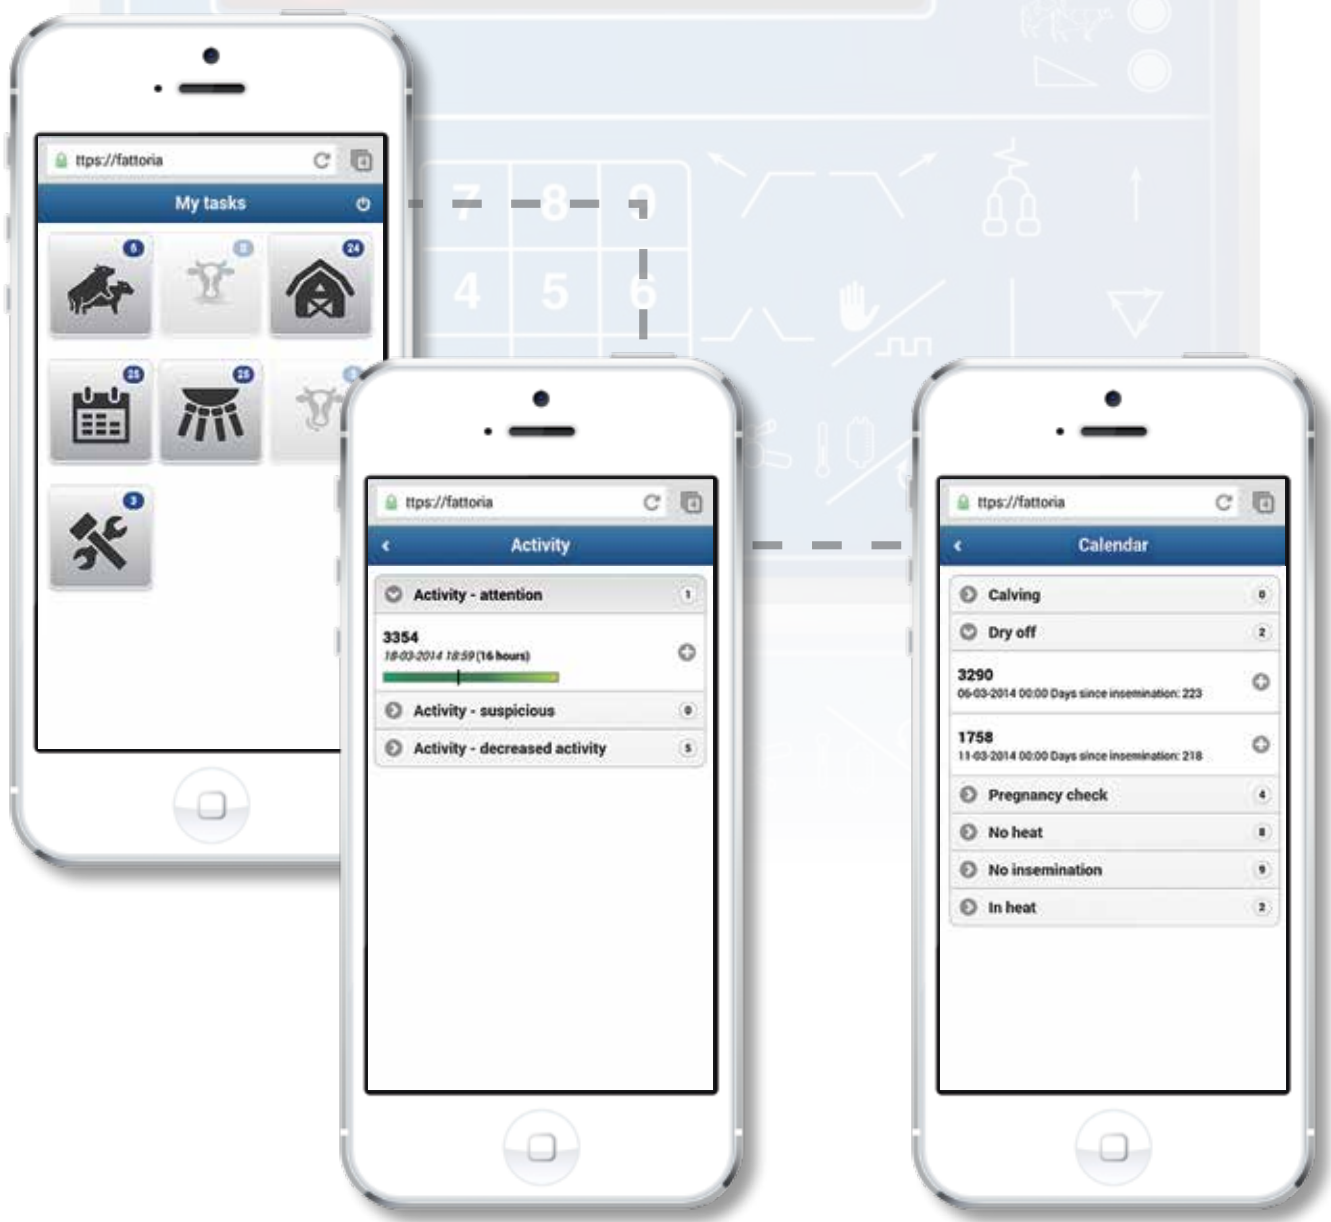 ttps://fattoria
4
My tasks
6
0
24
25
25
3
7 8 9
4 5 6
ttps://fattoria
4
Activity
Activity - attention 1
3354
18-03-2014 18:59 (16 hours)
Activity - suspicious 0
Activity - decreased activity 5
ttps://fattoria
4
Calendar
Calving 0
Dry off 2
3290
06-03-2014 00:00 Days since insemination: 223
1758
11-03-2014 00:00 Days since insemination: 218
Pregnancy check 4
No heat 8
No insemination 9
In heat 2